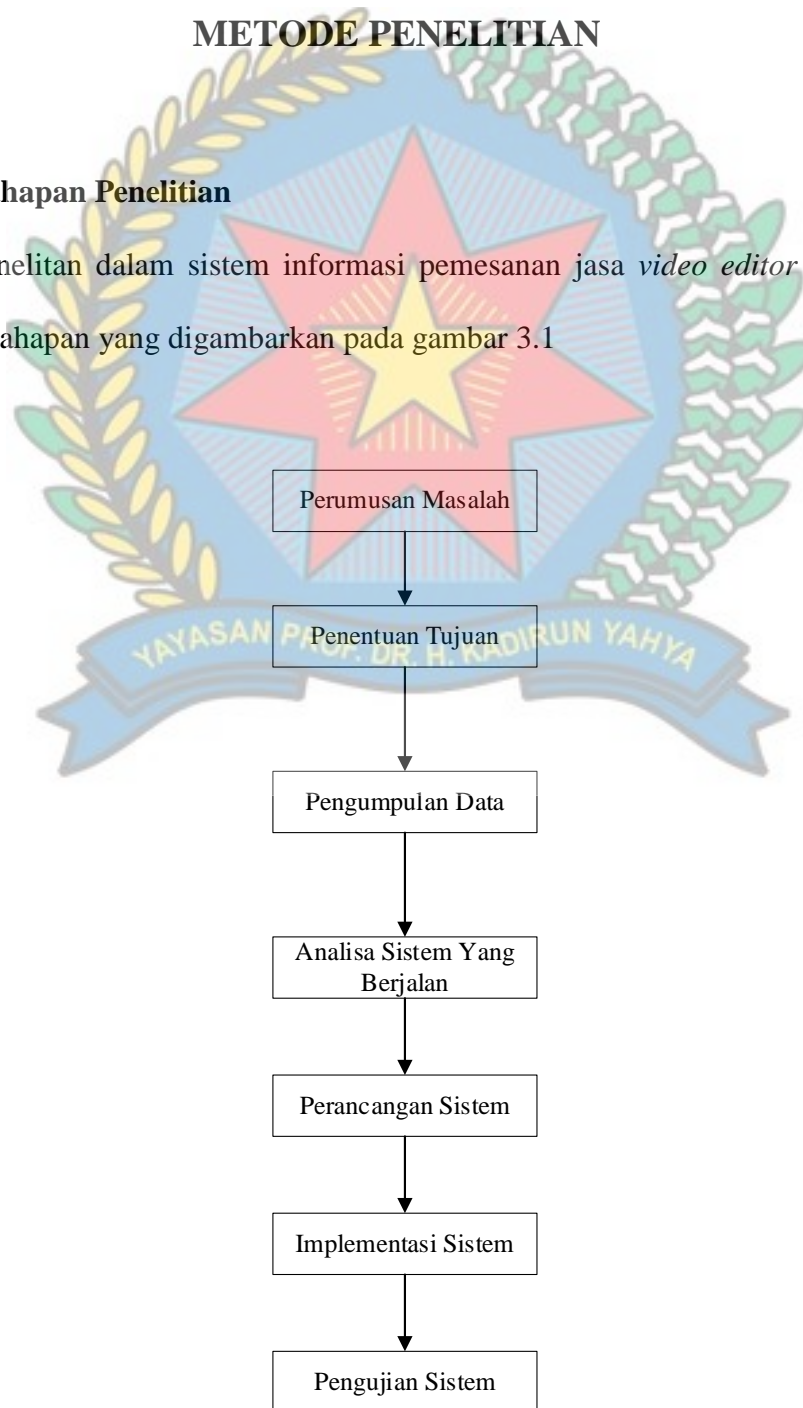 METODE PENELITIAN
hapan Penelitian
nelitan dalam sistem informasi pemesanan jasa video editor
ahapan yang digambarkan pada gambar 3.1
Perumusan Masalah
Penentuan Tujuan
YAYASAN PROF. DR. H. KADIRUN YAHYA
Pengumpulan Data
Analisa Sistem Yang
Berjalan
Perancangan Sistem
Implementasi Sistem
Pengujian Sistem